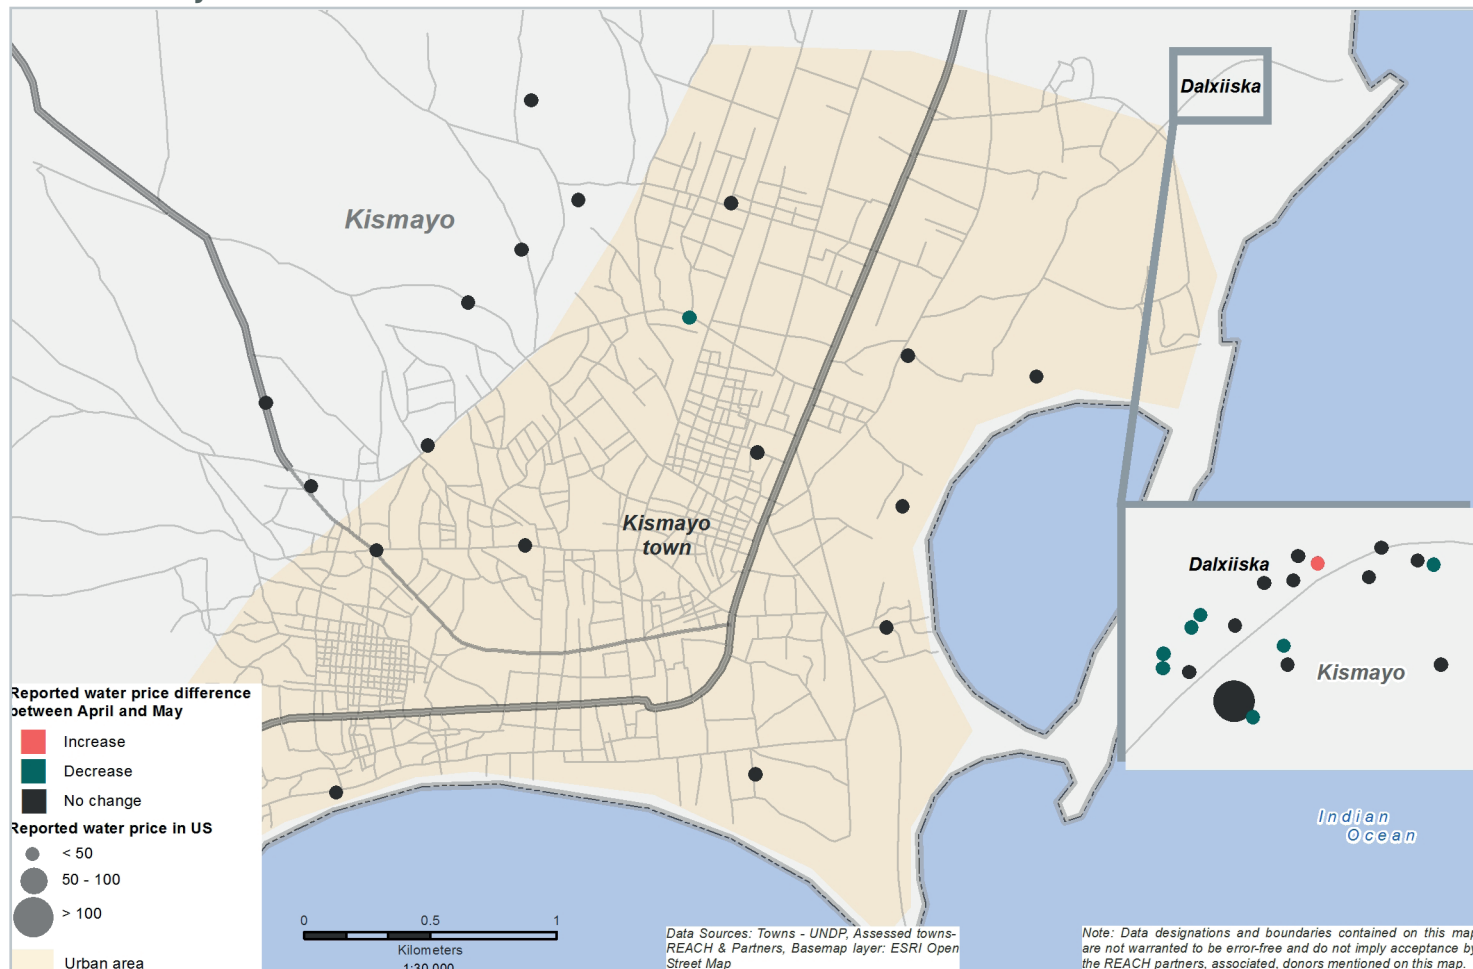 Dalxiiska
Kismayo
Kismayo
town
Dalxiiska
Kismayo
Indian
Ocean
Reported water price difference
between April and May
Increase
Decrease
No change
Reported water price in US
< 50
50 - 100
> 100
Urban area
0 0.5 1
Kilometers
1:30,000
Data Sources: Towns - UNDP, Assessed towns-
REACH & Partners, Basemap layer: ESRI Open
Street Map
Note: Data designations and boundaries contained on this map
are not warranted to be error-free and do not imply acceptance by
the REACH partners, associated, donors mentioned on this map.